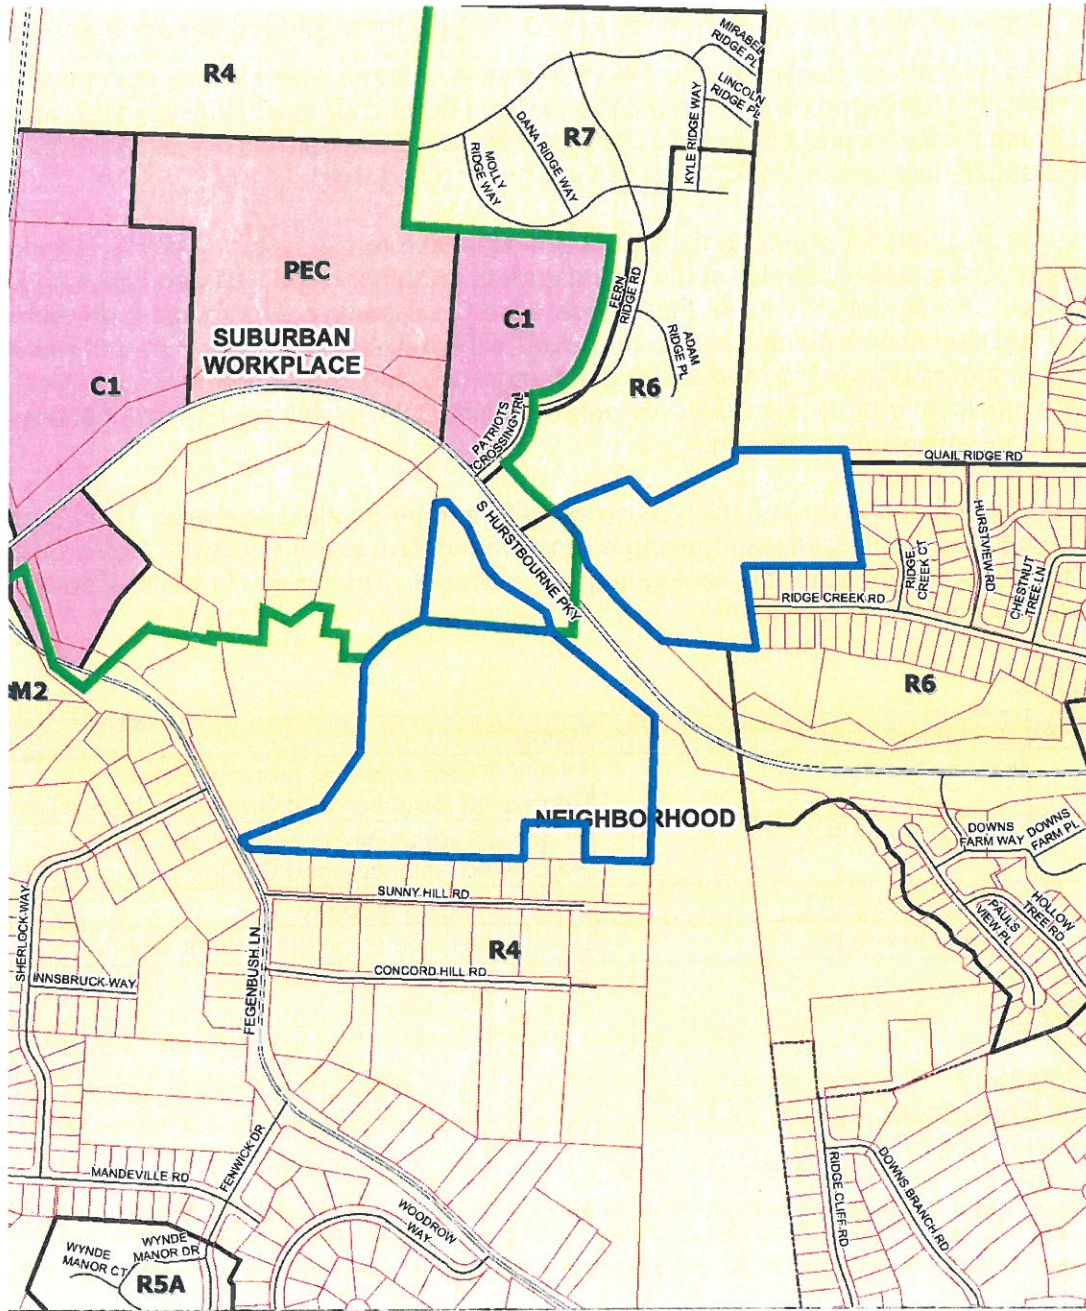 MIRABEL
RIDGE PL
R4
LINCOLN
RIDGE PL
R7
DANA RIDGE WAY
KYLE RIDGE WAY
MOLLY
RIDGE WAY
PEC
FERN
RIDGE RD
C1
SUBURBAN
WORKPLACE
ADAM
RIDGE PL
C1
R6
PATRIOTS
CROSSING TRL
QUAIL RIDGE RD
S HURSTBOURNE PKY
HURSTVIEW RD
RIDGE
CREEK CT
CHESTNUT
TREE LN
RIDGE CREEK RD
M2
R6
NEIGHBORHOOD
DOWNS
FARM WAY
DOWNS
FARM PL
SUNNY HILL RD
HOLLOW
TREE RD
PAULS
VIEW PL
SHERLOCK WAY
R4
CONCORD HILL RD
INNSBRUCK WAY
FEGENBUSH LN
FENWICK DR
MANDEVILLE RD
RIDGE CLIFF RD
DOWNS BRANCH RD
WOODROW
WAY
WYNDE
MANOR CT
WYNDE
MANOR DR
R5A